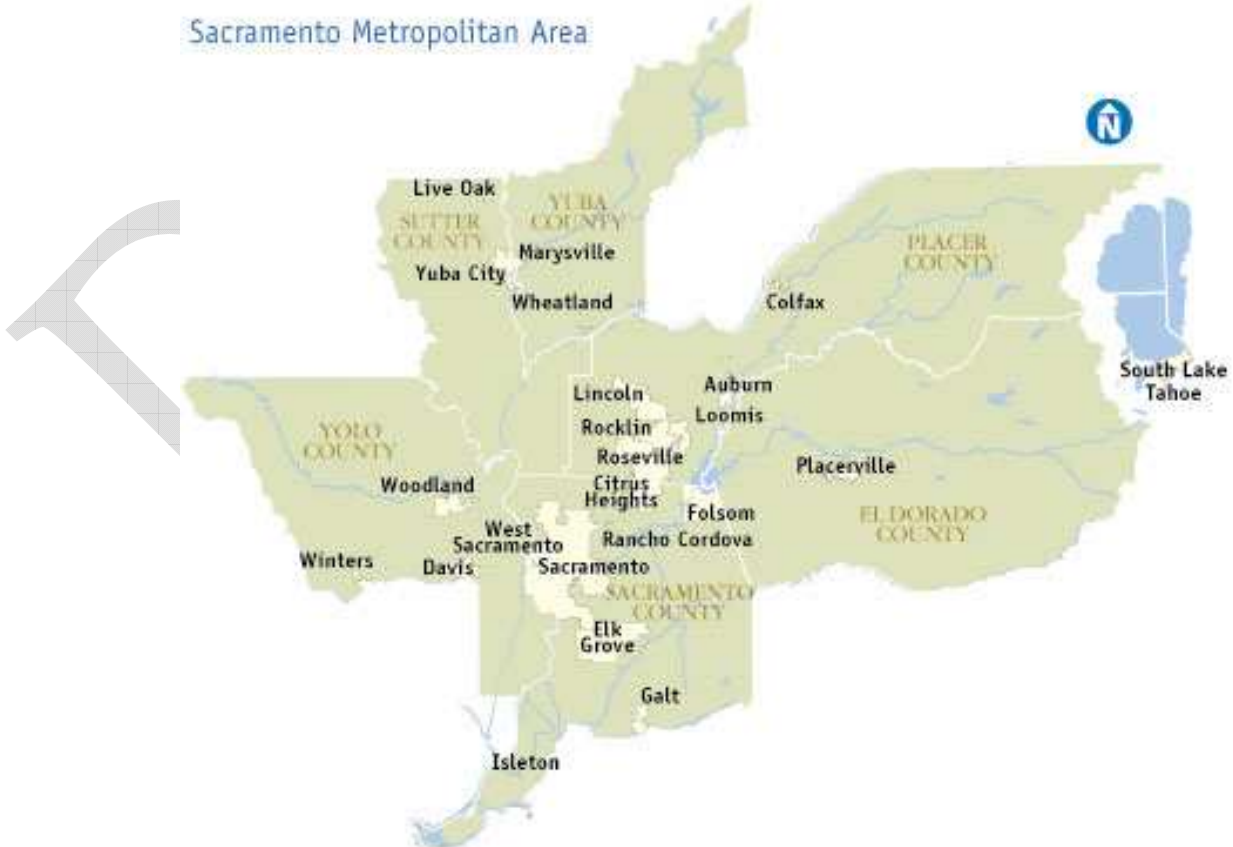 Sacramento Metropolitan Area
N
Live Oak
SUTTER
COUNTY
YUBA
COUNTY
Marysville
Yuba City
Wheatland
PLACER
COUNTY
Colfax
South Lake
Tahoe
Lincoln
Auburn
Loomis
Rocklin
Roseville
YOLO
COUNTY
Woodland
Citrus
Heights
Placerville
Folsom
EL DORADO
COUNTY
West
Sacramento
Rancho Cordova
Winters
Davis
Sacramento
SACRAMENTO
COUNTY
Elk
Grove
Galt
Isleton